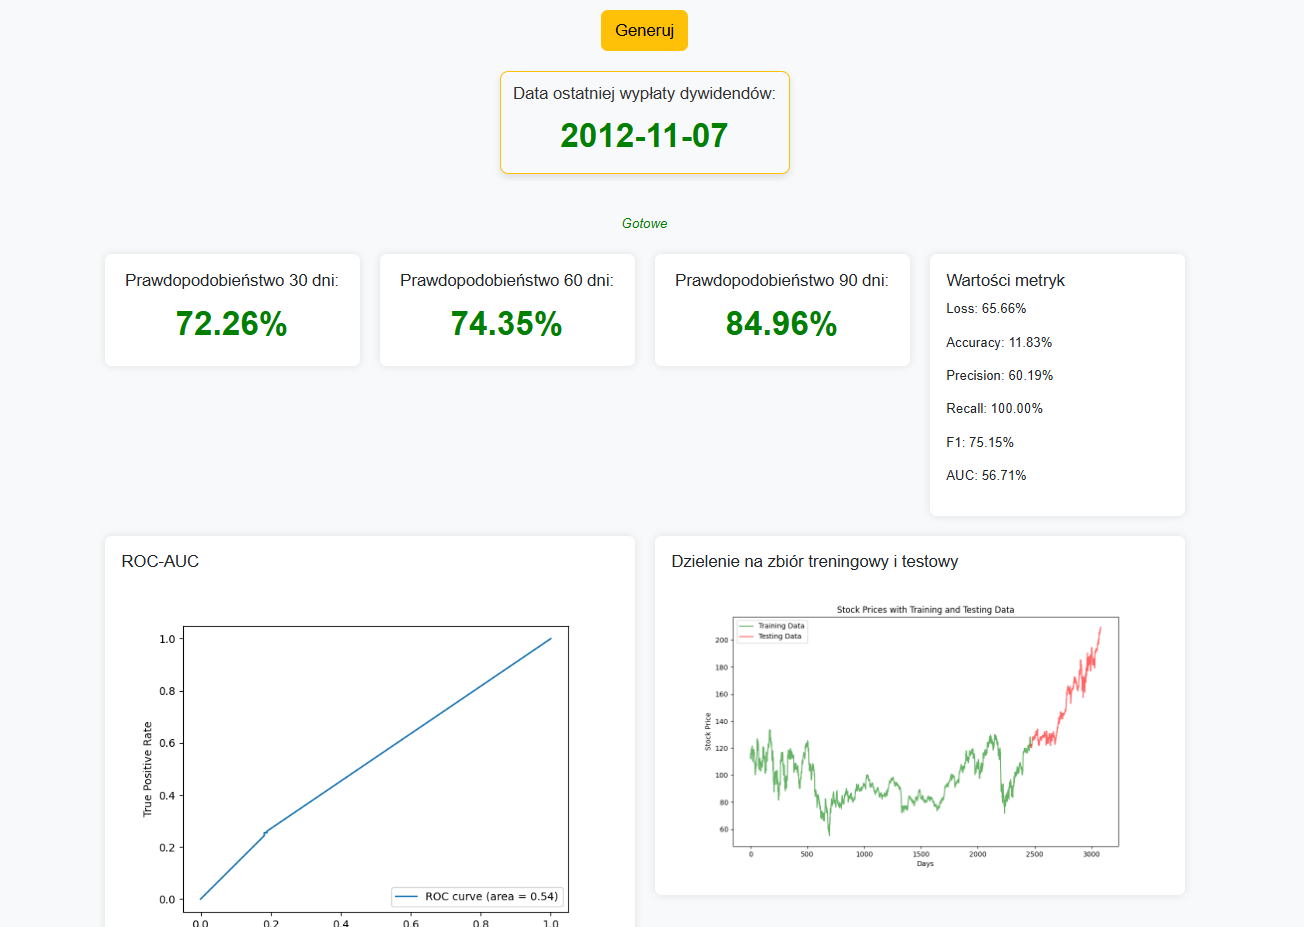 Generuj
Data ostatniej wypłaty dywidendów:
2012-11-07
Gotowe
Prawdopodobieństwo 30 dni:
72.26%
Prawdopodobieństwo 60 dni:
74.35%
Prawdopodobieństwo 90 dni:
84.96%
Wartości metryk
Loss: 65.66%
Accuracy: 11.83%
Precision: 60.19%
Recall: 100.00%
F1: 75.15%
AUC: 56.71%
ROC-AUC
1.0
0.8
0.6
0.4
0.2
0.0
True Positive Rate
ROC curve (area = 0.54)
0.0 0.2 0.4 0.6 0.8 1.0
Dzielenie na zbiór treningowy i testowy
Stock Prices with Training and Testing Data
Training Data
Testing Data
200
180
160
140
120
100
80
60
Stock Price
0 500 1000 1500 2000 2500 3000
Days